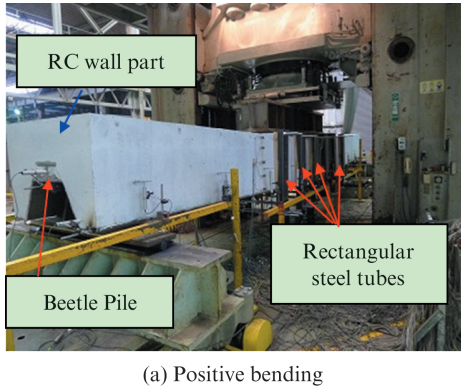 RC wall part
Rectangular
steel tubes
Beetle Pile
(a) Positive bending